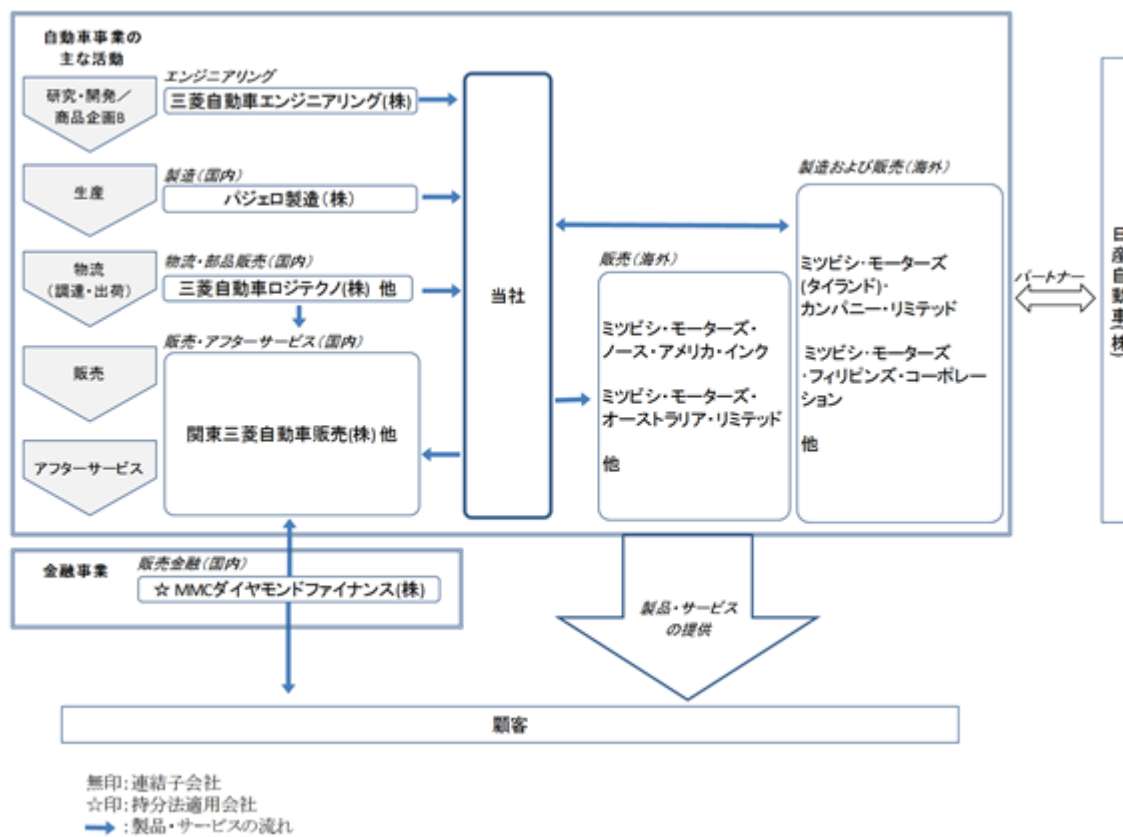 自動車事業の
主な活動
研究・開発／
商品企画B
エンジニアリング
三菱自動車エンジニアリング(株)
生産
製造(国内)
パジェロ製造(株)
物流
(調達・出荷)
物流・部品販売(国内)
三菱自動車ロジテクノ(株) 他
販売
販売・アフターサービス(国内)
関東三菱自動車販売(株) 他
アフターサービス
当社
販売(海外)
ミツビシ・モーターズ・
ノース・アメリカ・インク
ミツビシ・モーターズ・
オーストラリア・リミテッド
他
製造および販売(海外)
ミツビシ・モーターズ
(タイランド)・
カンパニー・リミテッド
ミツビシ・モーターズ
・フィリピンズ・コーポレー
ション
他
パートナー
日産自動車(株)
金融事業
販売金融(国内)
☆ MMCダイヤモンドファイナンス(株)
製品・サービス
の提供
顧客
無印：連結子会社
☆印：持分法適用会社
→ ：製品・サービスの流れ